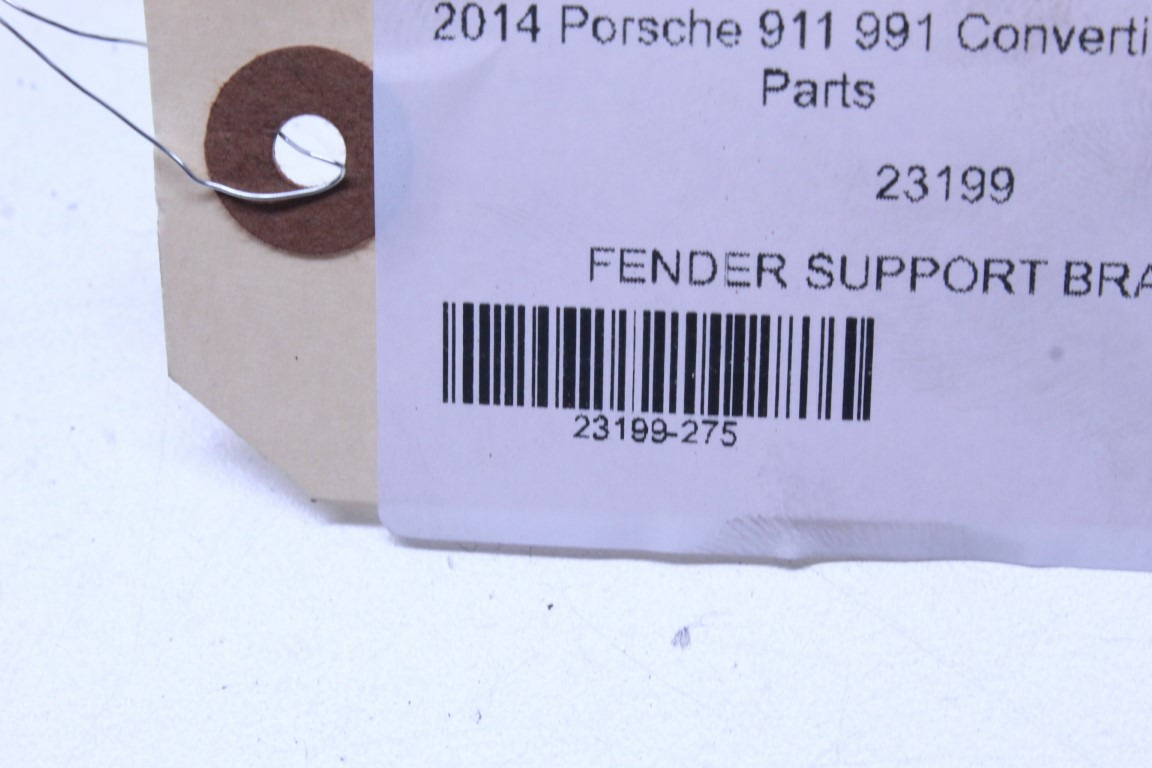 2014 Porsche 911 991 Converti
Parts
23199
FENDER SUPPORT BRA
23199-275